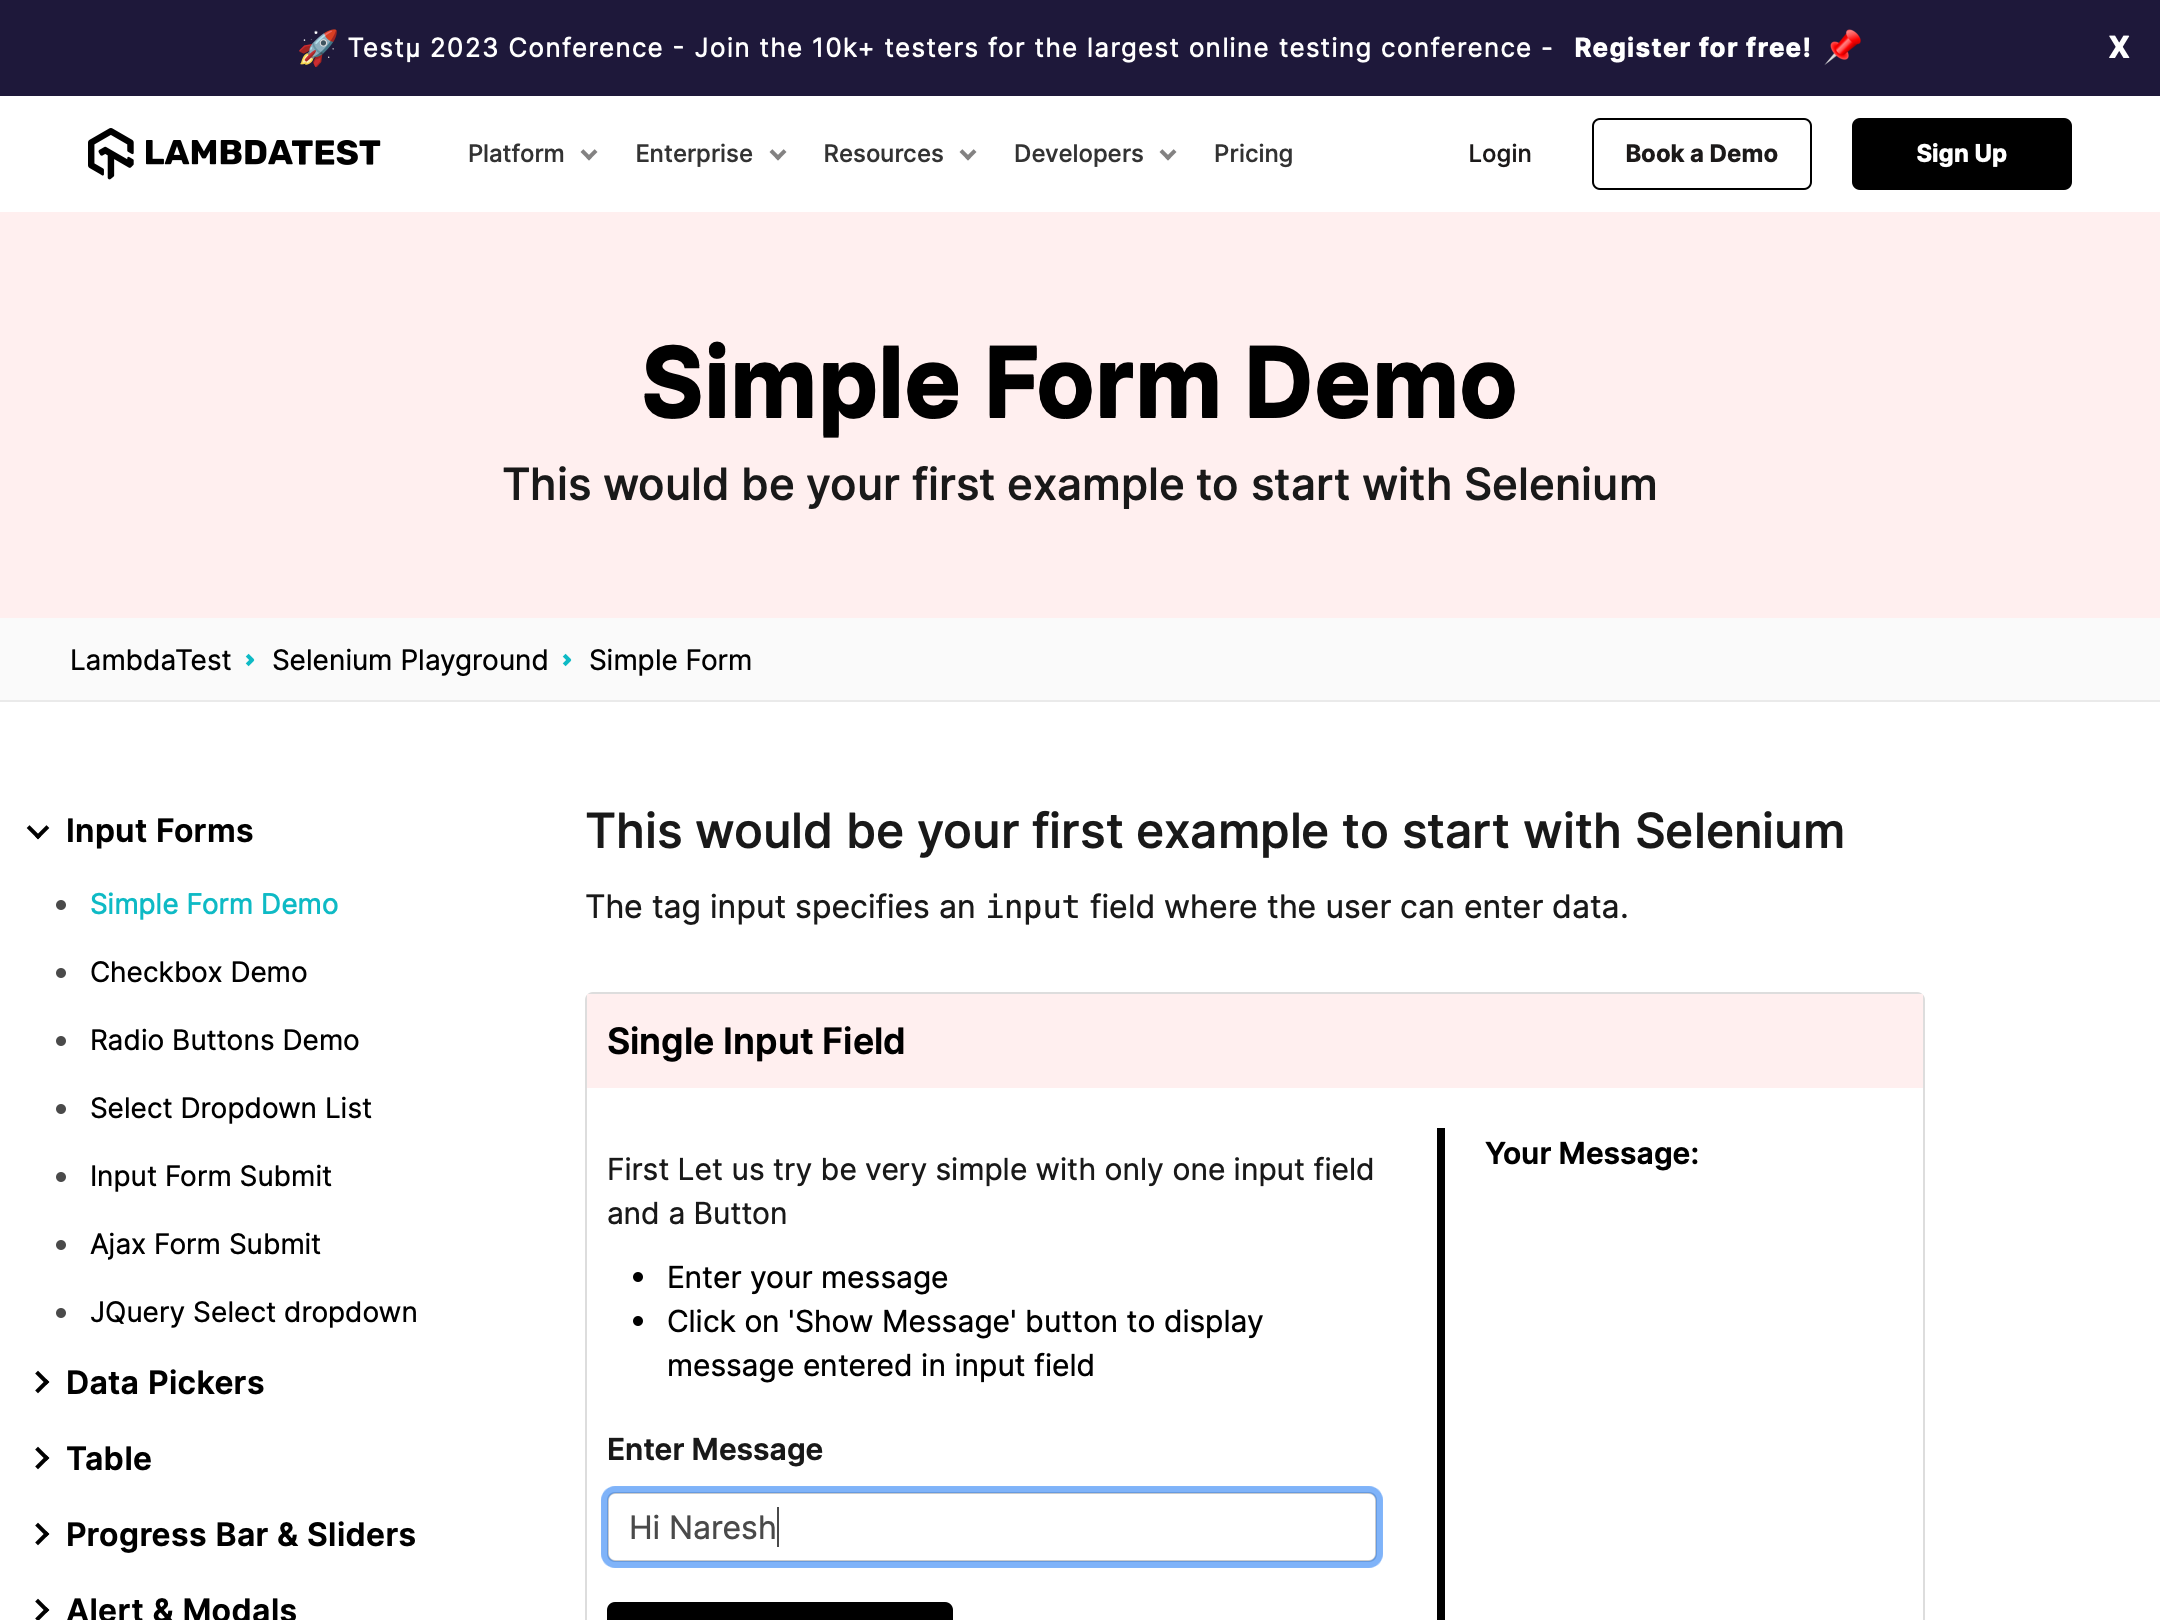 🚀 Testμ 2023 Conference - Join the 10k+ testers for the largest online testing conference - Register for free! 📌 X
LAMBDATEST Platform Enterprise Resources Developers Pricing Login Book a Demo Sign Up
Simple Form Demo
This would be your first example to start with Selenium
LambdaTest Selenium Playground Simple Form
Input Forms
Simple Form Demo
Checkbox Demo
Radio Buttons Demo
Select Dropdown List
Input Form Submit
Ajax Form Submit
JQuery Select dropdown
Data Pickers
Table
Progress Bar & Sliders
Alert & Modals
This would be your first example to start with Selenium
The tag input specifies an input field where the user can enter data.
Single Input Field
First Let us try be very simple with only one input field
and a Button
Enter your message
Click on 'Show Message' button to display
message entered in input field
Enter Message
Hi Naresh
Your Message: